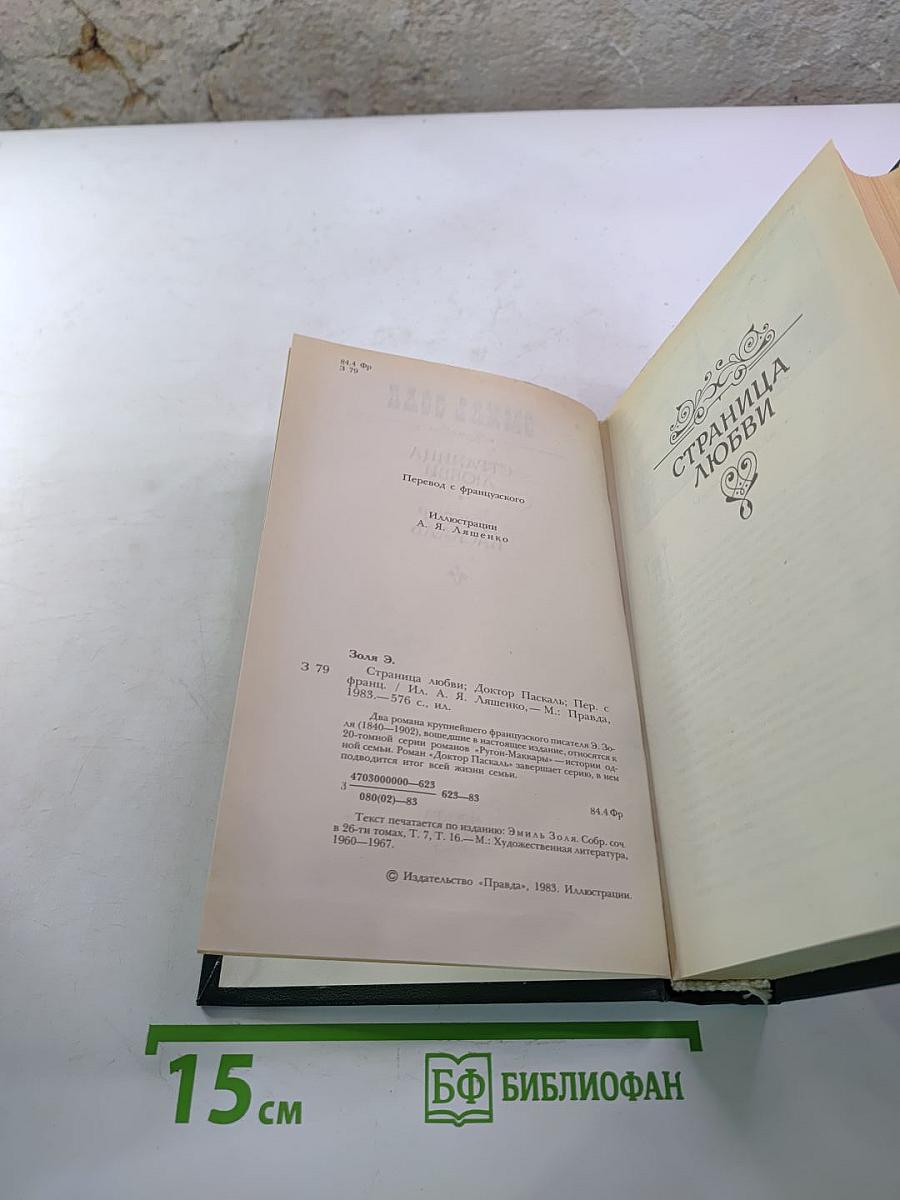 84.4 Фр
З 79
Перевод с французского
Иллюстрации
А. Я. Ляшенко
Золя Э.
З 79
Страница любви; Доктор Паскаль; Пер. с
франц. / Ил. А. Я. Ляшенко,— М.: Правда,
1983.—576 с., ил.
Два романа крупнейшего французского писателя Э. Зо-
ля (1840—1902), вошедшие в настоящее издание, относятся к
20-томной серии романов «Ругон-Маккары» — истории од-
ной семьи. Роман «Доктор Паскаль» завершает серию, в нем
подводится итог всей жизни семьи.
З 4703000000—623
080(02)—83
623—83
84.4 Фр
Текст печатается по изданию: Эмиль Золя. Собр. соч.
в 26-ти томах, Т. 7, Т. 16.— М.: Художественная литература,
1960—1967.
© Издательство «Правда», 1983. Иллюстрации.
СТРАНИЦА
ЛЮБВИ
15 см
БФ БИБЛИОФАН